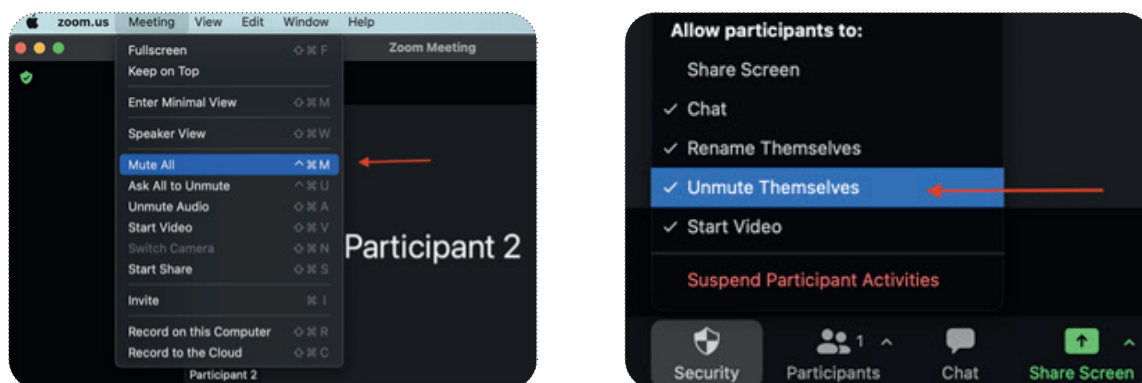 zoom.us Meeting View Edit Window Help
Zoom Meeting
Fullscreen ⇧⌘F
Keep on Top
Enter Minimal View ⇧⌘M
Speaker View ⇧⌘W
Mute All ^⌘M
Ask All to Unmute ^⌘U
Unmute Audio ⇧⌘A
Start Video ⇧⌘V
Switch Camera ⇧⌘N
Start Share ⇧⌘S
Invite ⌘I
Record on this Computer ⇧⌘R
Record to the Cloud ⇧⌘C
Participant 2
Participant 2
Allow participants to:
Share Screen
✓ Chat
✓ Rename Themselves
✓ Unmute Themselves
✓ Start Video
Suspend Participant Activities
1
Security Participants Chat Share Screen